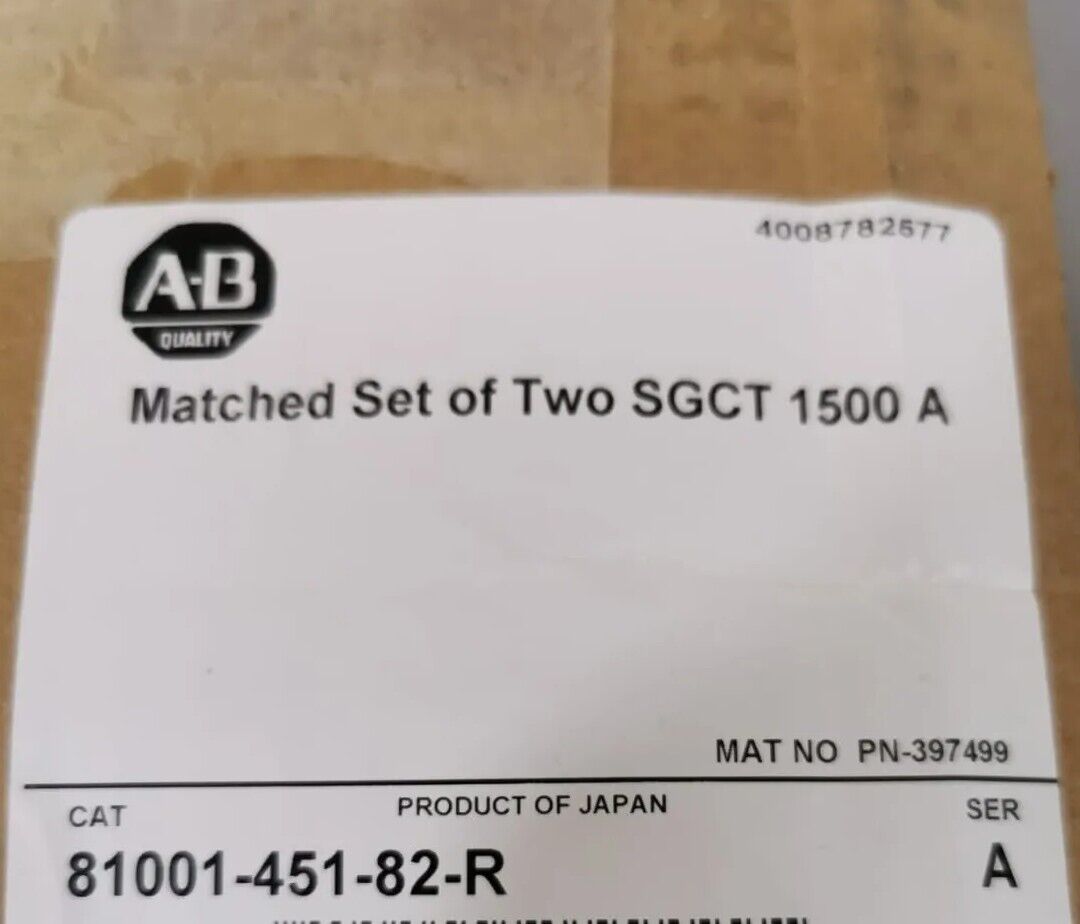 4008782577
A-B
QUALITY
Matched Set of Two SGCT 1500 A
MAT NO PN-397499
CAT
PRODUCT OF JAPAN
SER
81001-451-82-R
A